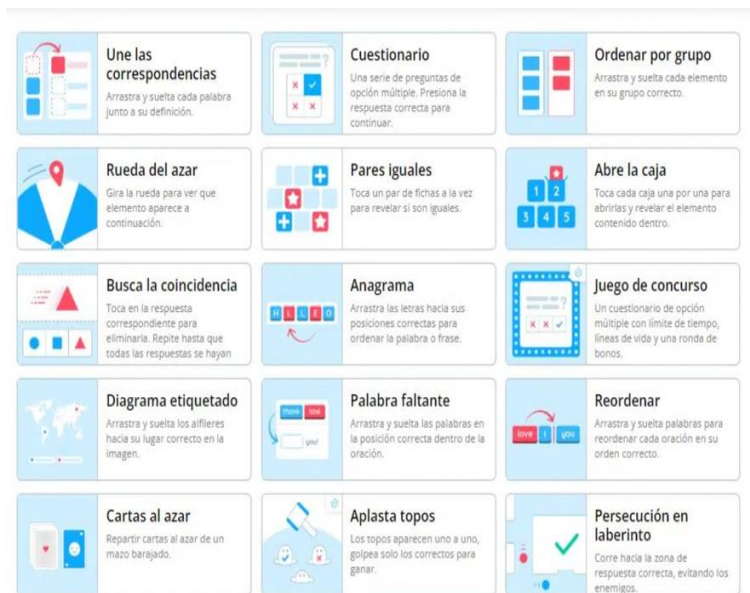 Une las
correspondencias
Arrastra y suelta cada palabra
junto a su definición.
Cuestionario
Una serie de preguntas de
opción múltiple. Presiona la
respuesta correcta para
continuar.
Ordenar por grupo
Arrastra y suelta cada elemento
en su grupo correcto.
Rueda del azar
Gira la rueda para ver que
elemento aparece a
continuación.
Pares iguales
Toca un par de fichas a la vez
para revelar si son iguales.
1 2
3 4 5
Abre la caja
Toca cada caja una por una para
abrirlas y revelar el elemento
contenido dentro.
Busca la coincidencia
Toca en la respuesta
correspondiente para
eliminarla. Repite hasta que
todas las respuestas se hayan
H L L E O
Anagrama
Arrastra las letras hacia sus
posiciones correctas para
ordenar la palabra o frase.
?
Juego de concurso
Un cuestionario de opción
múltiple con límite de tiempo,
líneas de vida y una ronda de
bonos.
Diagrama etiquetado
Arrastra y suelta los alfileres
hacia su lugar correcto en la
imagen.
thank
you!
Palabra faltante
Arrastra y suelta las palabras en
la posición correcta dentro de la
oración.
love I you
Reordenar
Arrastra y suelta palabras para
reordenar cada oración en su
orden correcto.
Cartas al azar
Repartir cartas al azar de un
mazo barajado.
Aplasta topos
Los topos aparecen uno a uno,
golpea solo los correctos para
ganar.
Persecución en
laberinto
Corre hacia la zona de
respuesta correcta, evitando los
enemigos.